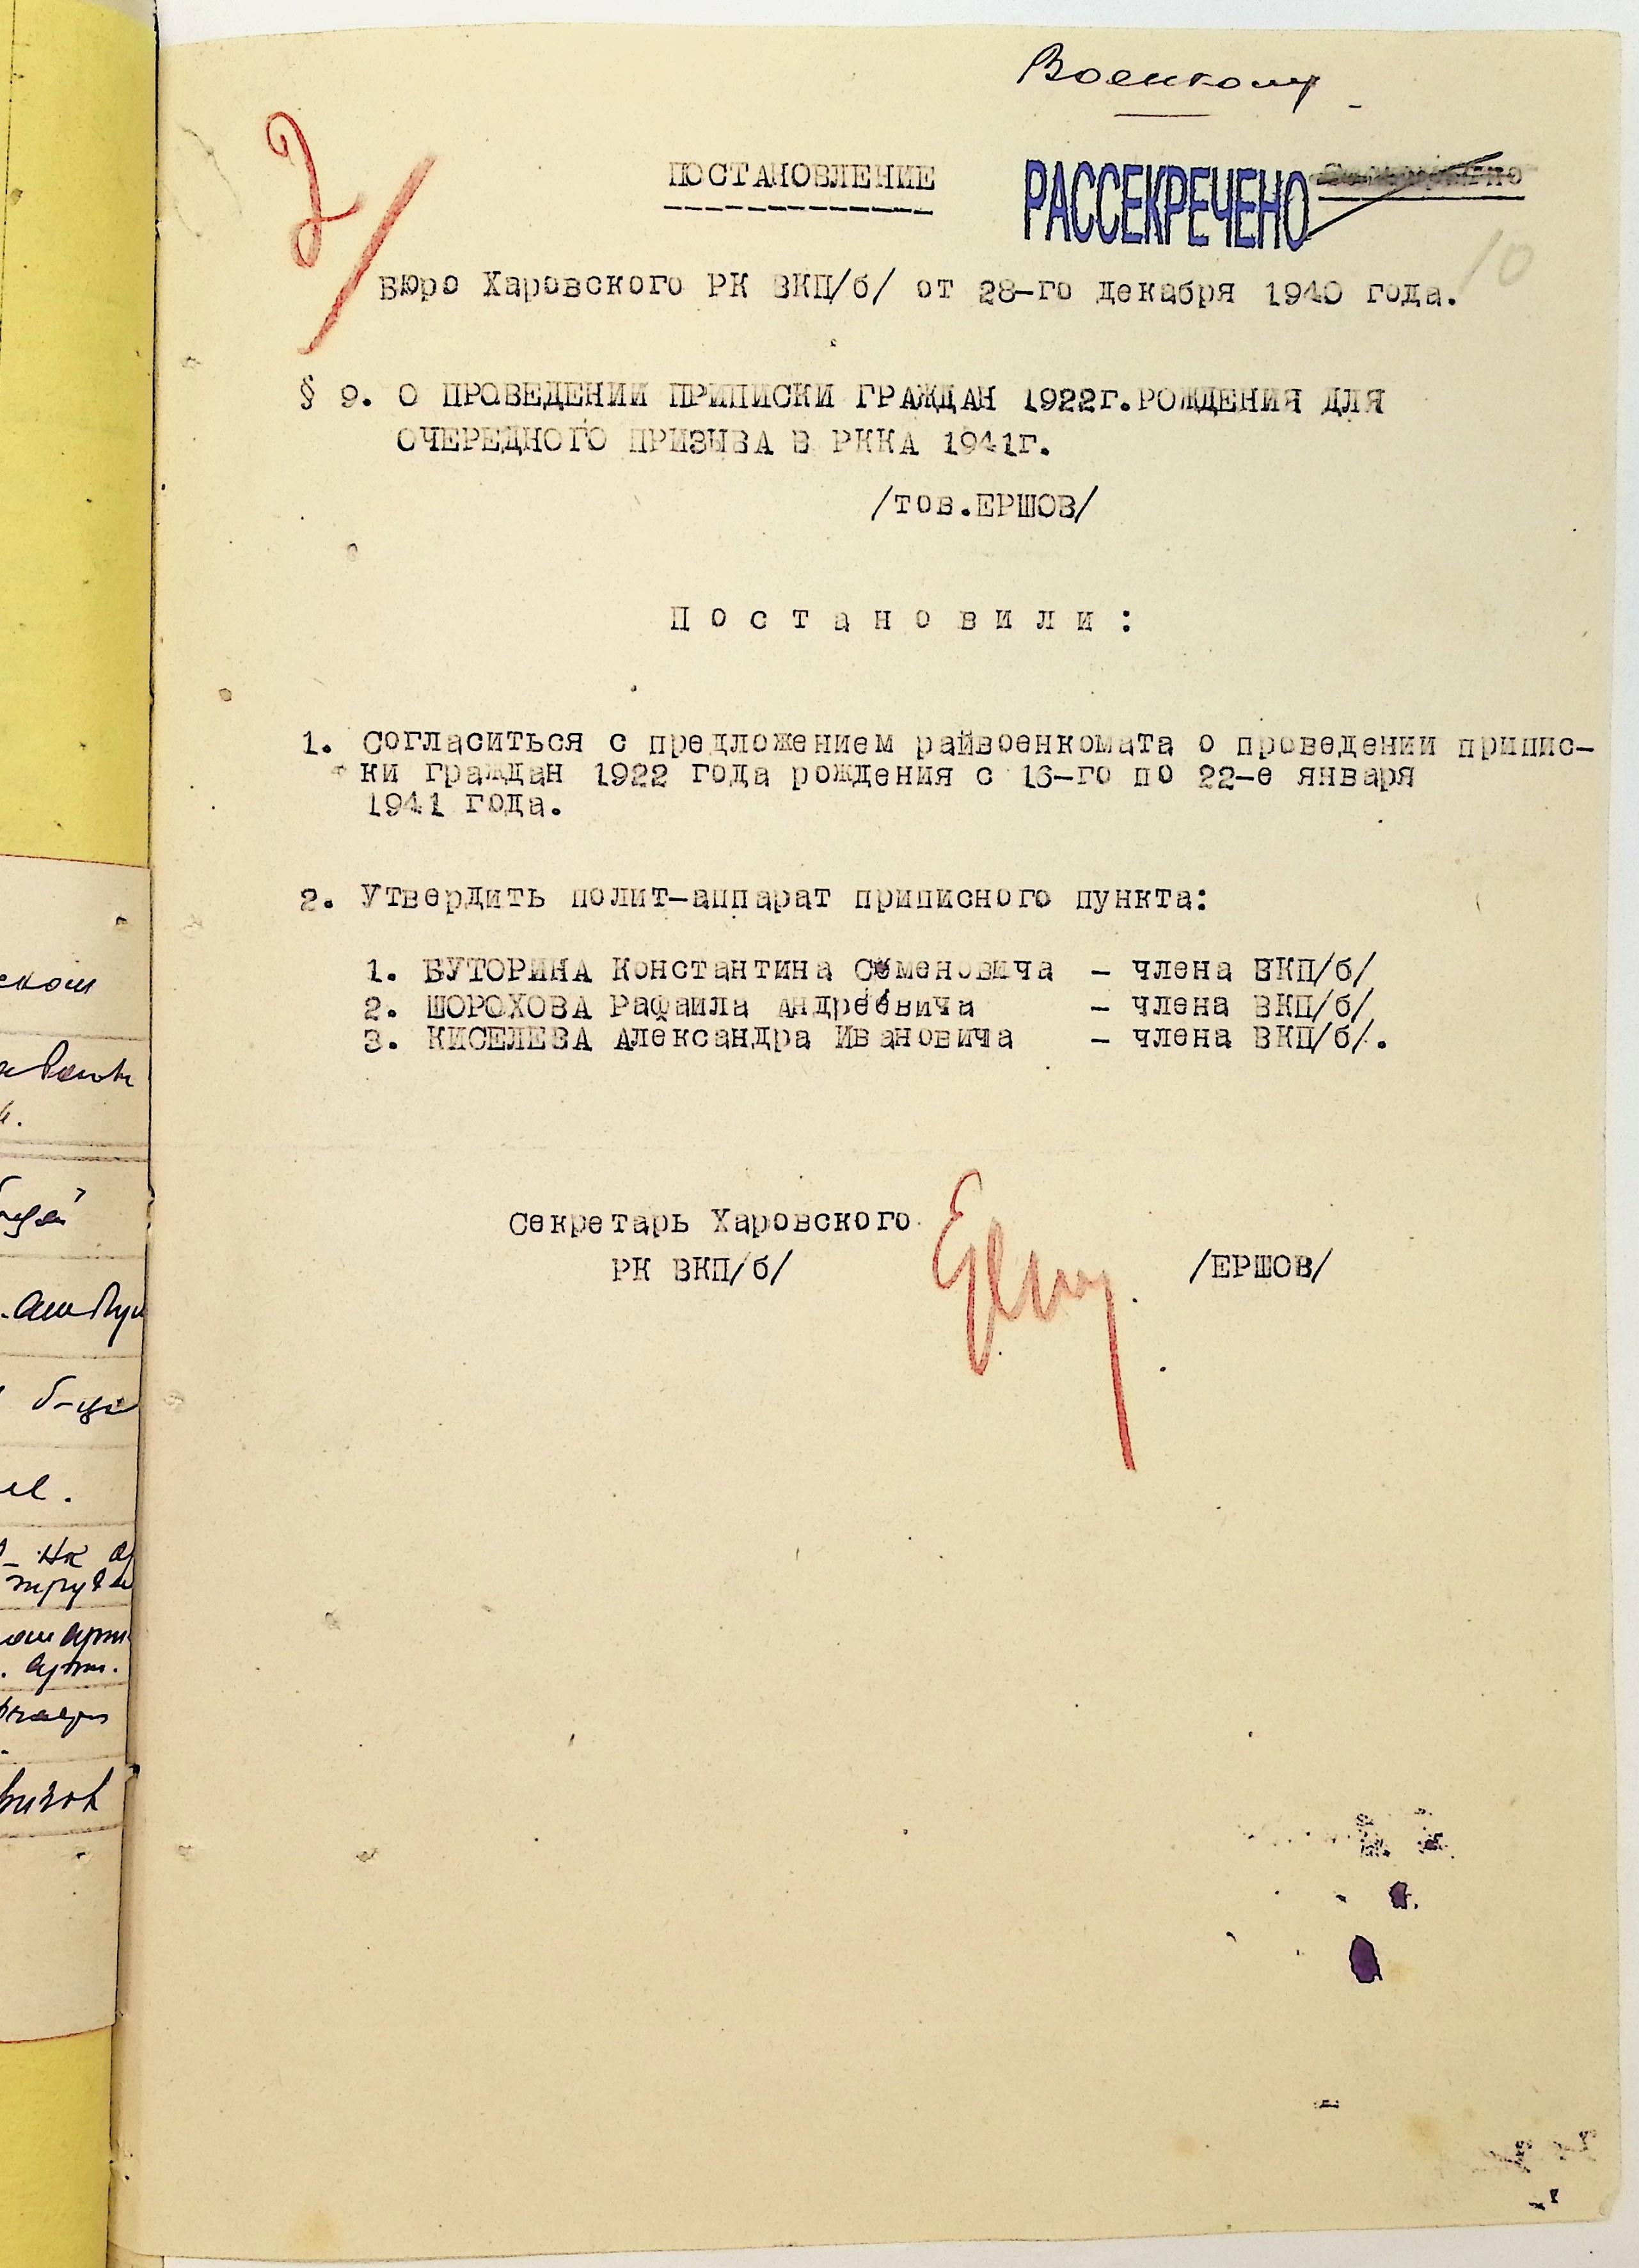 Военкому
ПОСТАНОВЛЕНИЕ
РАССЕКРЕЧЕНО
10
Бюро Харовского РК ВКП/б/ от 28-го декабря 1940 года.
§ 9. О ПРОВЕДЕНИИ ПРИПИСКИ ГРАЖДАН 1922г.РОЖДЕНИЯ ДЛЯ
ОЧЕРЕДНОГО ПРИЗЫВА В РККА 1941г.
/тов.ЕРШОВ/
Постановили:
1. Согласиться с предложением райвоенкомата о проведении припис-
ки граждан 1922 года рождения с 16-го по 22-е января
1941 года.
2. Утвердить полит-аппарат приписного пункта:
1. БУТОРИНА Константина Семеновича - члена ВКП/б/
2. ШОРОХОВА Рафаила Андреевича - члена ВКП/б/
3. КИСЕЛЕВА Александра Ивановича - члена ВКП/б/.
Секретарь Харовского
РК ВКП/б/ /ЕРШОВ/